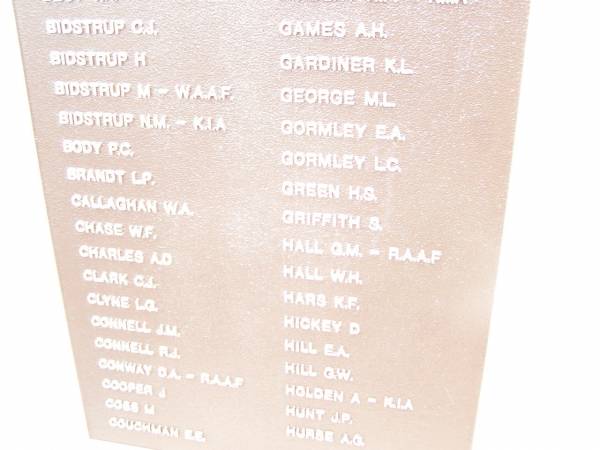 BIDSTRUP C.J.
BIDSTRUP H
BIDSTRUP M - W.A.A.F.
BIDSTRUP N.M. - K.I.A
BODY P.C.
BRANDT L.P.
CALLAGHAN W.A.
CHASE W.F.
CHARLES A.D
CLARK C.J.
CLYNE L.G.
CONNELL J.M.
CONNELL R.J.
CONWAY D.A. - R.A.A.F
COOPER J
COSS M
COUCHMAN E.E.
GAMES A.H.
GARDINER K.L.
GEORGE M.L.
GORMLEY E.A.
GORMLEY L.C.
GREEN H.S.
GRIFFITH S.
HALL G.M. - R.A.A.F
HALL W.H.
HARS K.F.
HICKEY D
HILL E.A.
HILL G.W.
HOLDEN A - K.I.A
HUNT J.P.
HURSE A.G.